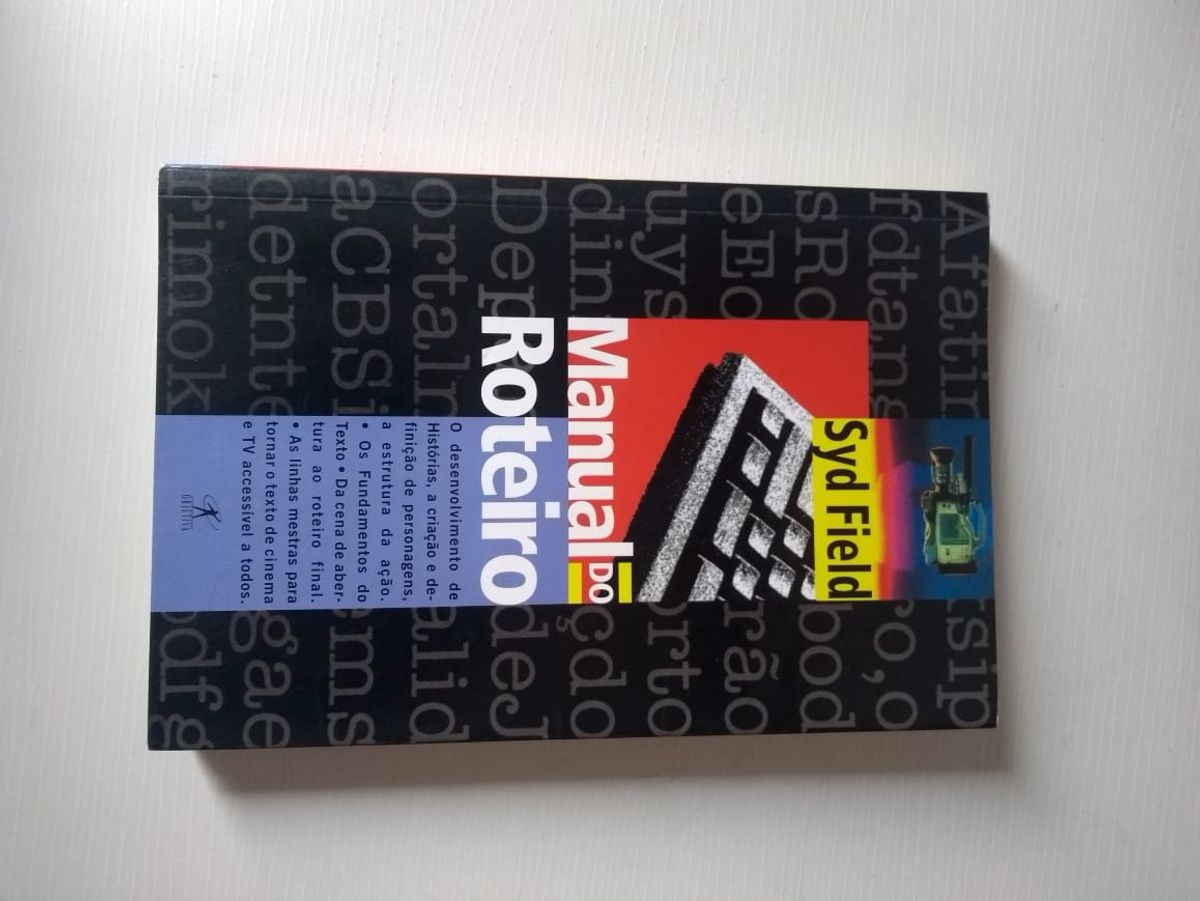 Syd Field
Manual DO
Roteiro
O desenvolvimento de
Histórias, a criação e de-
finição de personagens,
a estrutura da ação.
• Os Fundamentos do
Texto • Da cena de aber-
tura ao roteiro final.
• As linhas mestras para
tornar o texto de cinema
e TV accessível a todos.
OBJETIVA